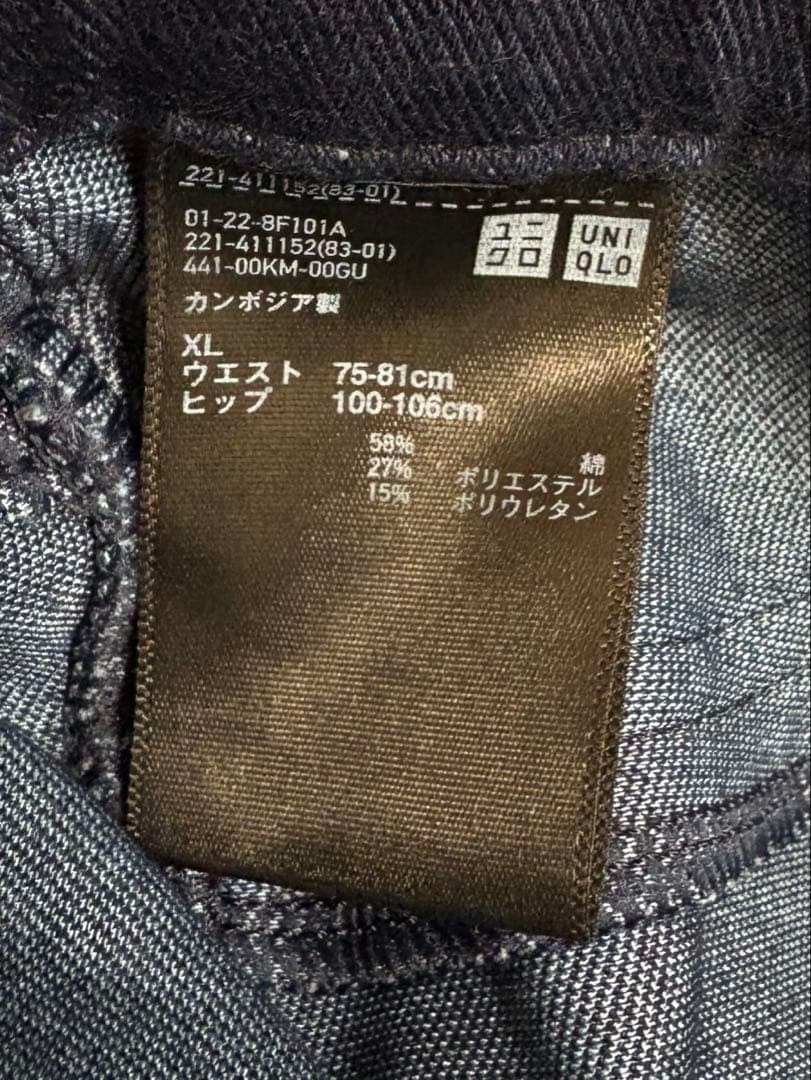 221-411152(83-01)
01-22-8F101A
221-411152(83-01)
441-00KM-00GU
ユニ
クロ
UNI
QLO
カンボジア製
XL
ウエスト 75-81cm
ヒップ 100-106cm
58% 綿
27% ポリエステル
15% ポリウレタン